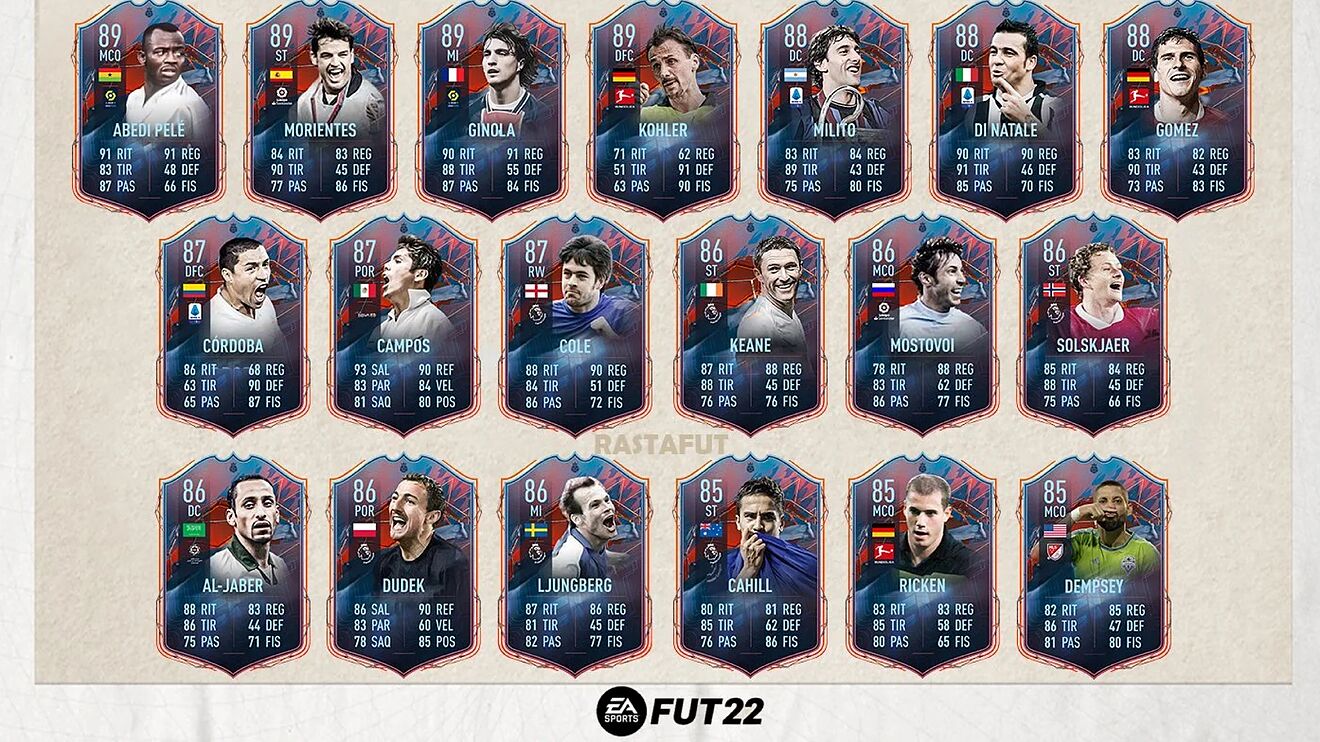 89 MCO ABEDI PELÉ
91 RIT 91 REG
83 TIR 48 DEF
87 PAS 66 FIS
89 ST MORIENTES
84 RIT 83 REG
90 TIR 45 DEF
77 PAS 86 FIS
89 MI GINOLA
90 RIT 91 REG
88 TIR 55 DEF
87 PAS 84 FIS
89 DFC KOHLER
71 RIT 62 REG
51 TIR 91 DEF
63 PAS 90 FIS
88 DC MILITO
83 RIT 84 REG
89 TIR 43 DEF
75 PAS 80 FIS
88 DC DI NATALE
90 RIT 90 REG
91 TIR 46 DEF
85 PAS 70 FIS
88 DC GOMEZ
83 RIT 82 REG
90 TIR 43 DEF
73 PAS 83 FIS
87 DFC CÓRDOBA
86 RIT 68 REG
63 TIR 90 DEF
65 PAS 87 FIS
87 POR CAMPOS
93 SAL 90 REF
83 PAR 84 VEL
81 SAQ 80 POS
87 RW COLE
88 RIT 90 REG
84 TIR 51 DEF
86 PAS 72 FIS
86 ST KEANE
87 RIT 88 REG
88 TIR 45 DEF
76 PAS 76 FIS
86 MCO MOSTOVOI
78 RIT 88 REG
83 TIR 62 DEF
86 PAS 77 FIS
86 ST SOLSKJAER
85 RIT 84 REG
88 TIR 45 DEF
75 PAS 66 FIS
RASTAFUT
86 DC AL-JABER
88 RIT 83 REG
86 TIR 44 DEF
75 PAS 71 FIS
86 POR DUDEK
86 SAL 90 REF
83 PAR 60 VEL
78 SAQ 85 POS
86 MI LJUNGBERG
87 RIT 86 REG
81 TIR 45 DEF
82 PAS 77 FIS
85 ST CAHILL
80 RIT 81 REG
85 TIR 62 DEF
76 PAS 86 FIS
85 MCO RICKEN
83 RIT 83 REG
85 TIR 58 DEF
80 PAS 65 FIS
85 MCO DEMPSEY
82 RIT 85 REG
86 TIR 47 DEF
81 PAS 80 FIS
EA SPORTS FUT22